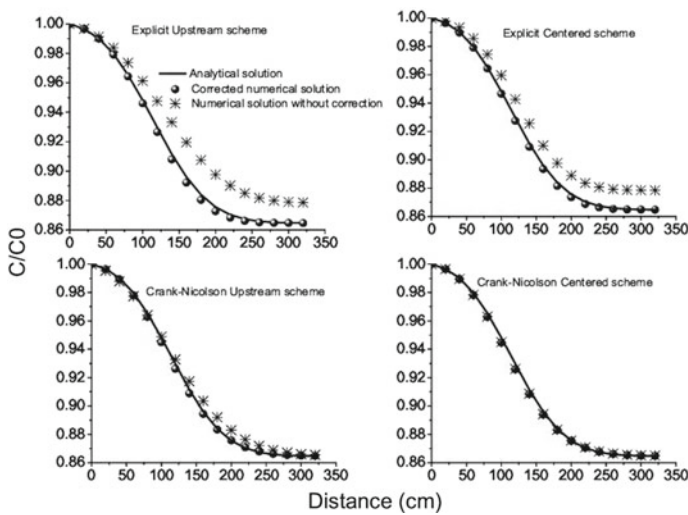 Explicit Upstream scheme
Analytical solution
Corrected numerical solution
Numerical solution without correction
1.00
0.98
0.96
0.94
0.92
0.90
0.88
0.86
0 50 100 150 200 250 300 350
Explicit Centered scheme
1.00
0.98
0.96
0.94
0.92
0.90
0.88
0.86
0 50 100 150 200 250 300 350
C/C0
Crank-Nicolson Upstream scheme
1.00
0.98
0.96
0.94
0.92
0.90
0.88
0.86
0 50 100 150 200 250 300 350
Crank-Nicolson Centered scheme
1.00
0.98
0.96
0.94
0.92
0.90
0.88
0.86
0 50 100 150 200 250 300 350
Distance (cm)